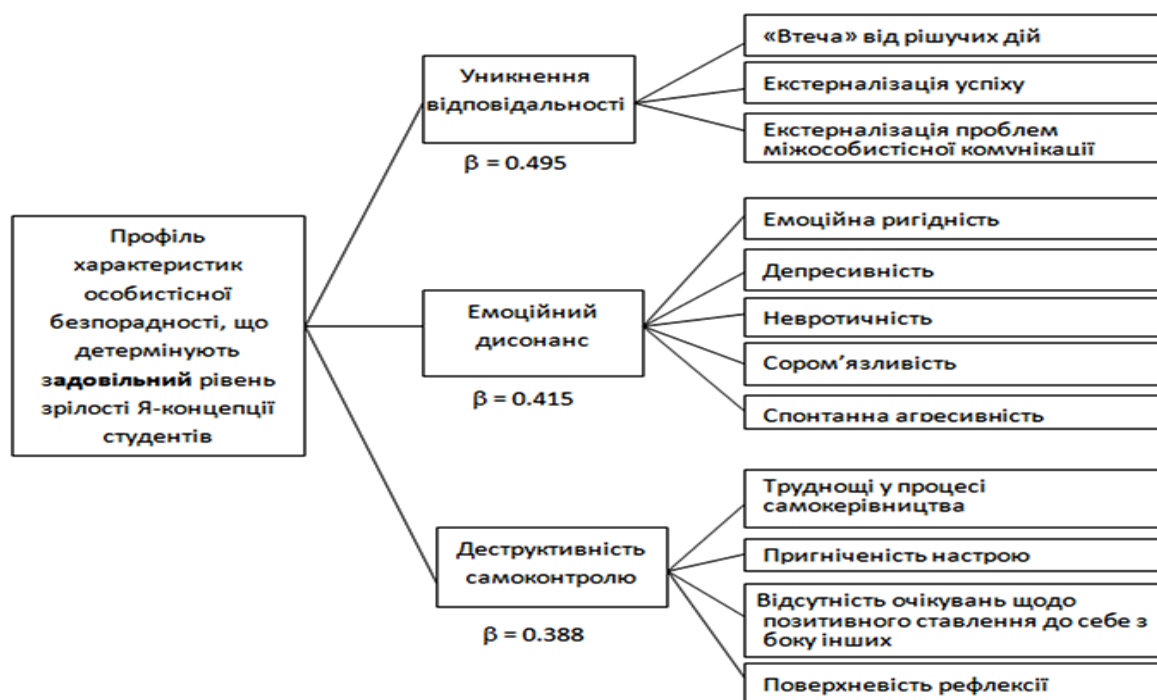 Профіль
характеристик
особистісної
безпорадності, що
детермінують
задовільний рівень
зрілості Я-концепції
студентів
Уникнення
відповідальності
β = 0.495
«Втеча» від рішучих дій
Екстерналізація успіху
Екстерналізація проблем
міжособистісної комунікації
Емоційний
дисонанс
β = 0.415
Емоційна ригідність
Депресивність
Невротичність
Сором’язливість
Спонтанна агресивність
Деструктивність
самоконтролю
β = 0.388
Труднощі у процесі
самокерівництва
Пригніченість настрою
Відсутність очікувань щодо
позитивного ставлення до себе з
боку інших
Поверхневість рефлексії